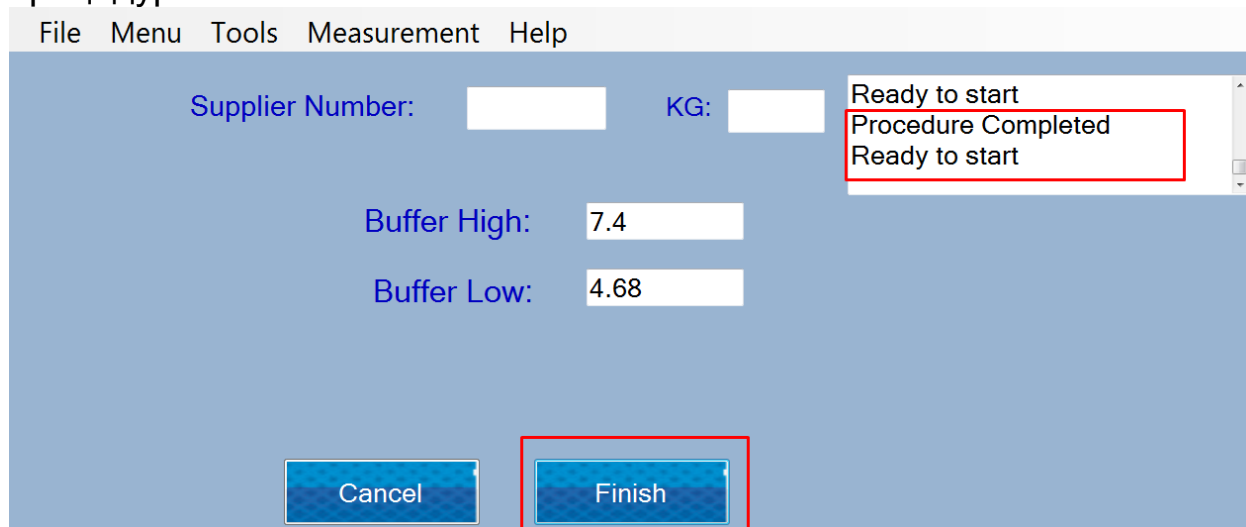 File Menu Tools Measurement Help
Supplier Number:
KG:
Ready to start
Procedure Completed
Ready to start
Buffer High: 7.4
Buffer Low: 4.68
Cancel Finish